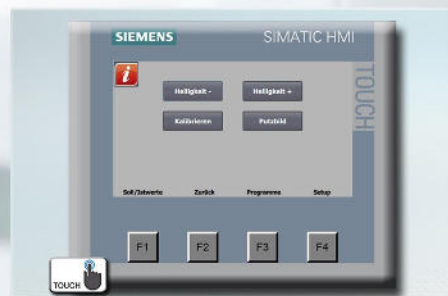 SIEMENS SIMATIC HMI
TOUCH
i
Helligkeit - Helligkeit +
Kalibrieren Putzbild
Soll/Istwerte Zurück Programme Setup
F1 F2 F3 F4
TOUCH